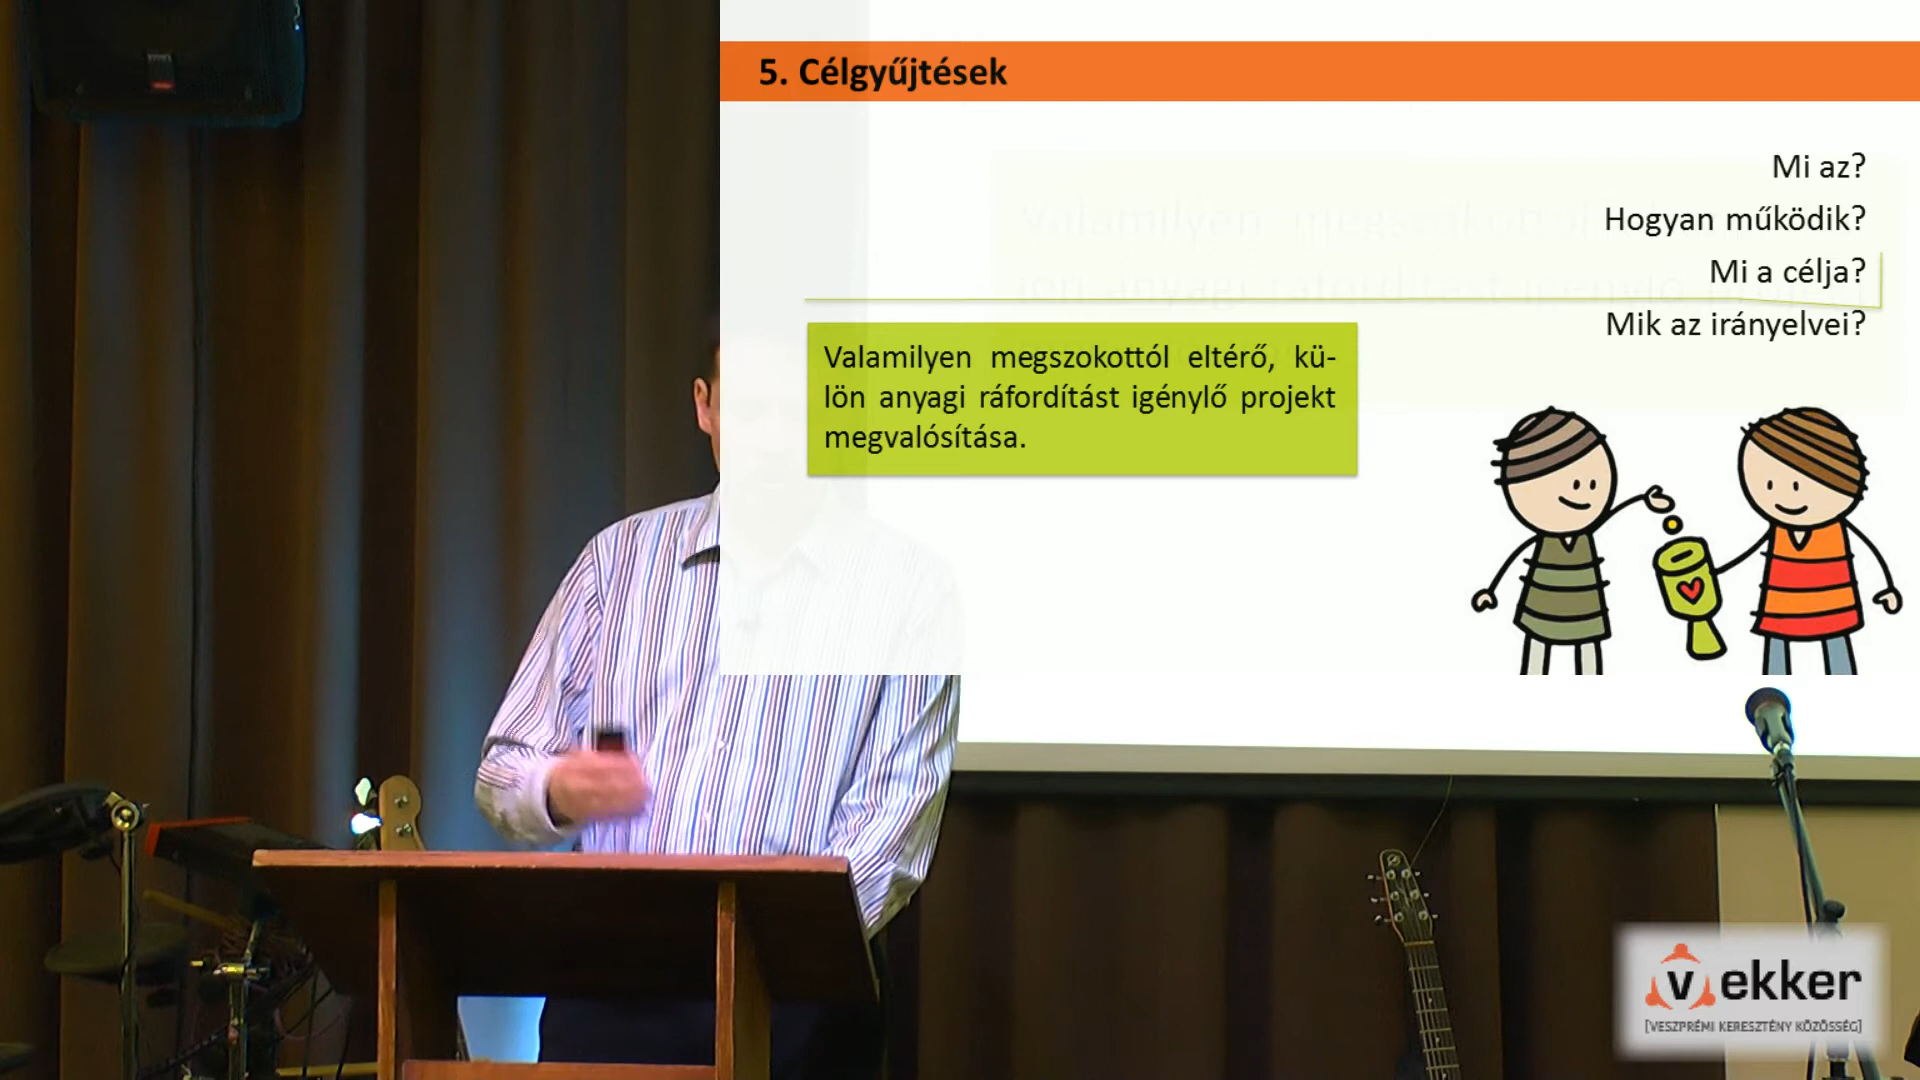 5. Célgyűjtések
Mi az?
Hogyan működik?
Mi a célja?
Mik az irányelvei?
Valamilyen megszokottól eltérő, kü-
lön anyagi ráfordítást igénylő projekt
megvalósítása.
vekker
[VESZPRÉMI KERESZTÉNY KÖZÖSSÉG]